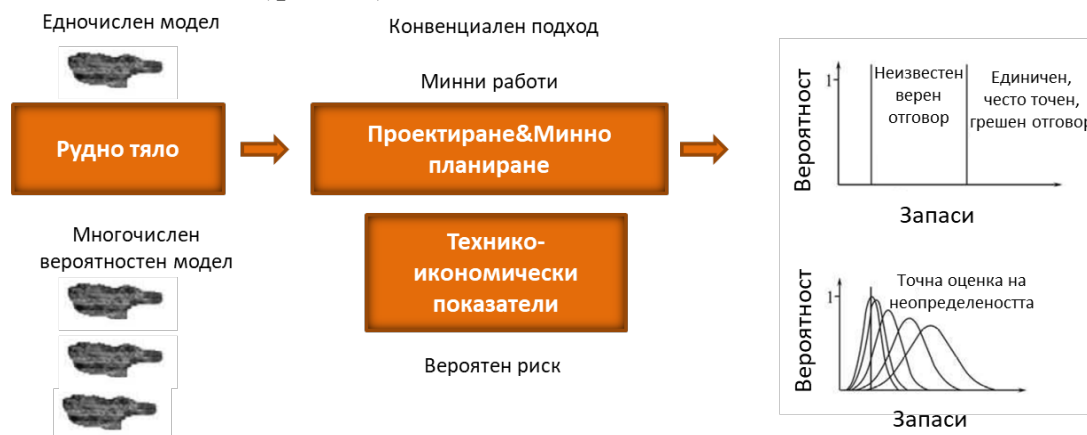 Едночислен модел
Конвенциален подход
Минни работи
Рудно тяло
Проектиране&Минно
планиране
Многочислен
вероятностен модел
Технико-
икономически
показатели
Вероятен риск
Вероятност
1
Неизвестен
верен
отговор
Единичен,
често точен,
грешен отговор
Запаси
Вероятност
1
Точна оценка на
неопределеността
Запаси